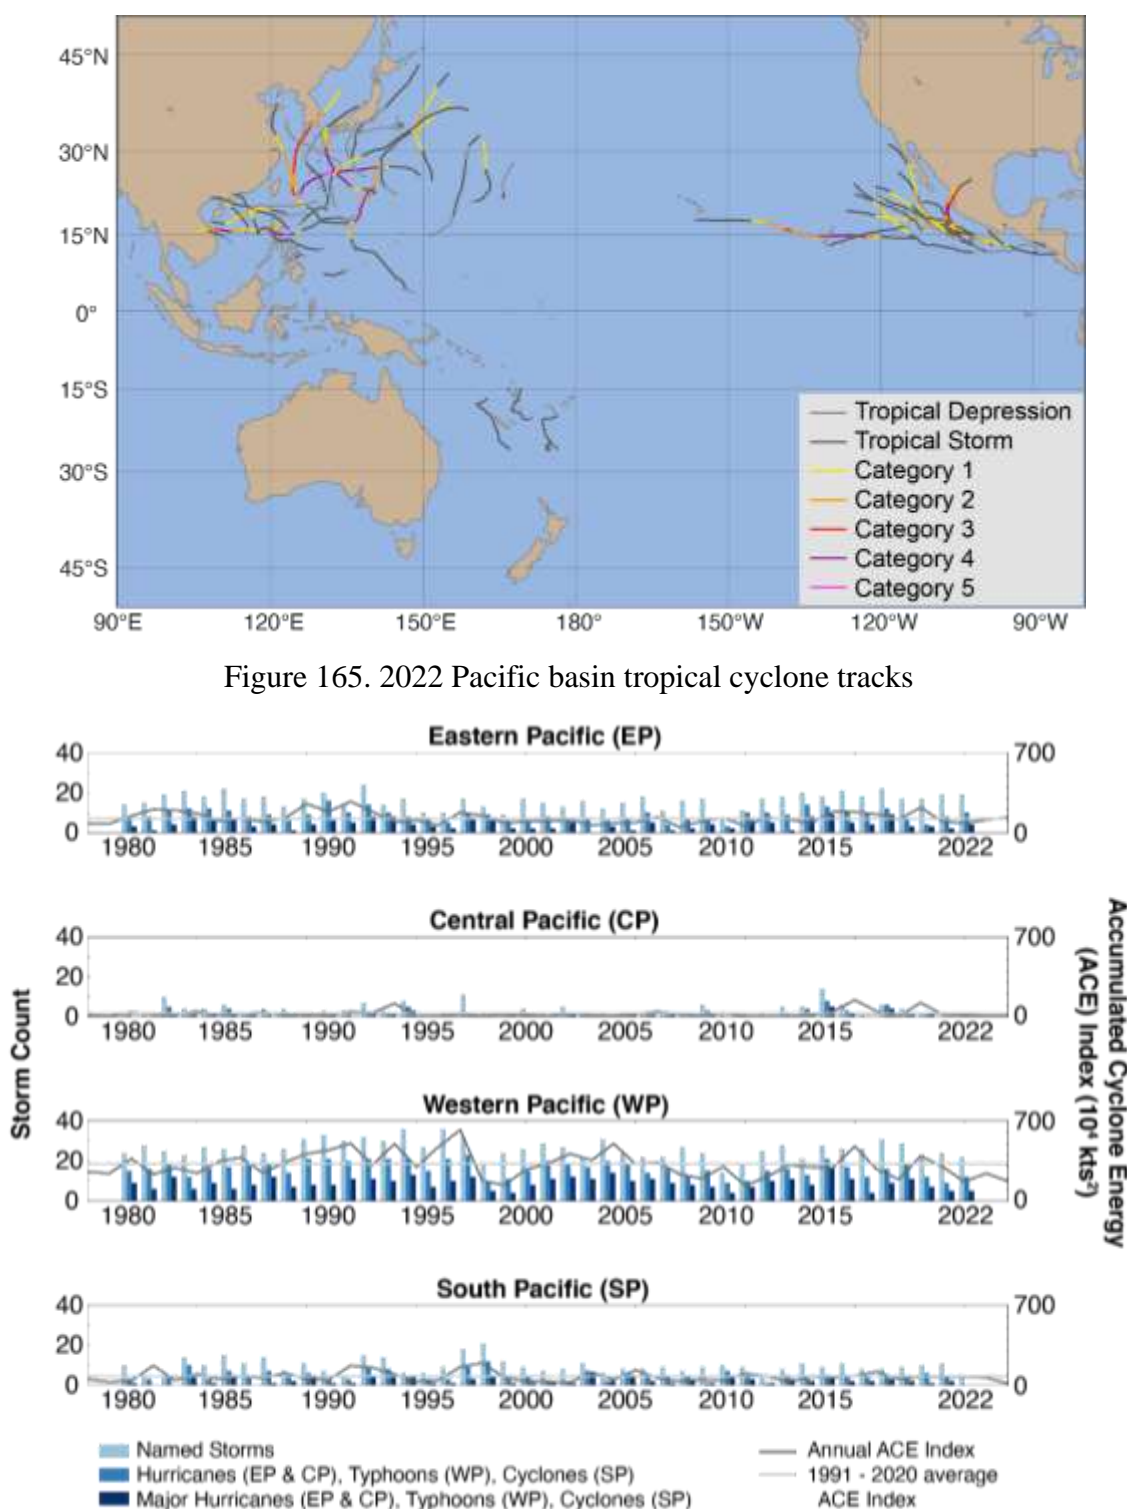 45°N
30°N
15°N
0°
15°S
30°S
45°S
Tropical Depression
Tropical Storm
Category 1
Category 2
Category 3
Category 4
Category 5
90°E 120°E 150°E 180° 150°W 120°W 90°W
Figure 165. 2022 Pacific basin tropical cyclone tracks
Eastern Pacific (EP)
40 700
20
0 0
1980 1985 1990 1995 2000 2005 2010 2015 2022
Central Pacific (CP)
40 700
20
0 0
1980 1985 1990 1995 2000 2005 2010 2015 2022
Storm Count
Accumulated Cyclone Energy
(ACE) Index (10⁴ kts²)
Western Pacific (WP)
40 700
20
0 0
1980 1985 1990 1995 2000 2005 2010 2015 2022
South Pacific (SP)
40 700
20
0 0
1980 1985 1990 1995 2000 2005 2010 2015 2022
Named Storms
Hurricanes (EP & CP), Typhoons (WP), Cyclones (SP)
Major Hurricanes (EP & CP), Typhoons (WP), Cyclones (SP)
Annual ACE Index
1991 - 2020 average
ACE Index